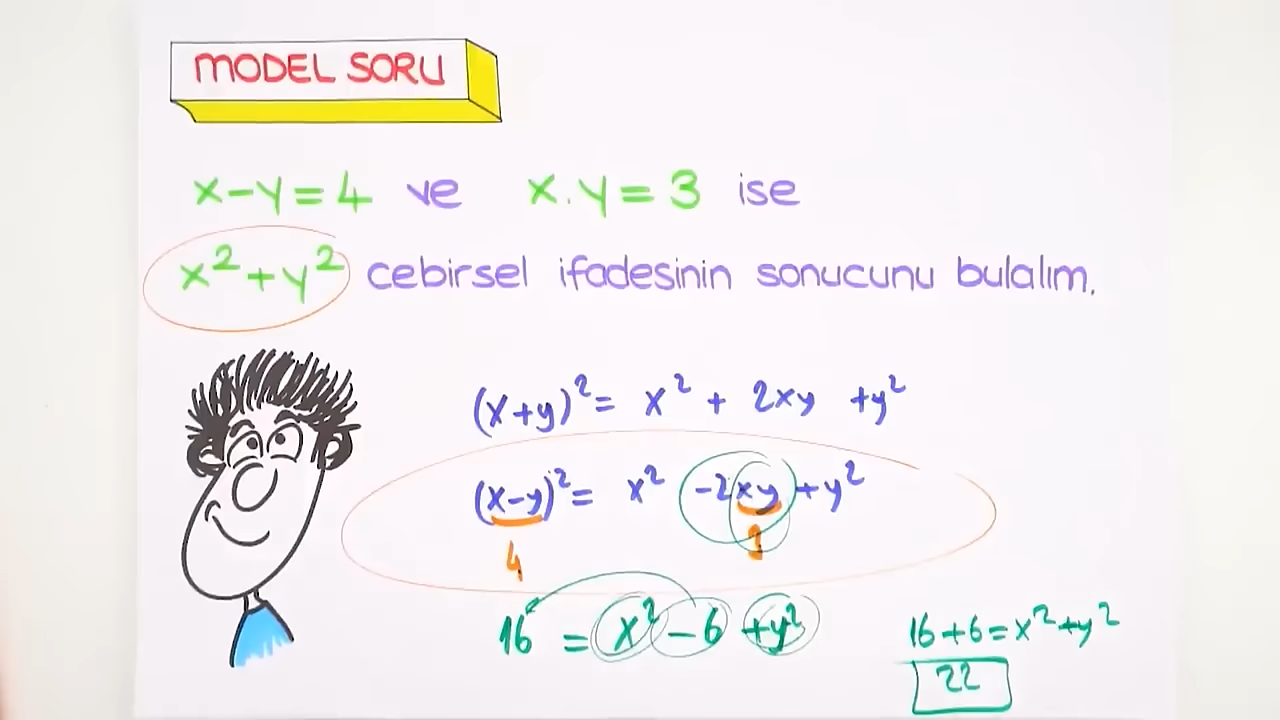 MODEL SORU
x-y=4 ve x.y=3 ise
x²+y² cebirsel ifadesinin sonucunu bulalım.
(x+y)²= x² + 2xy +y²
(x-y)²= x² -2xy+y²
4
16 = x² -6 +y²
16+6=x²+y²
22